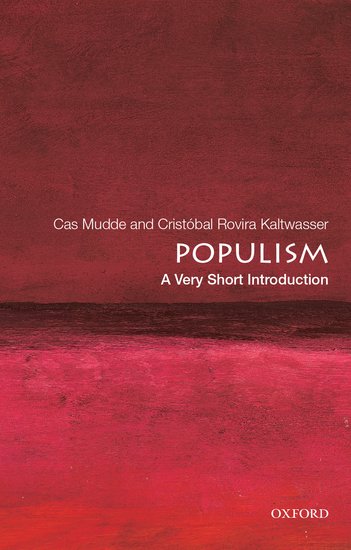 Cas Mudde and Cristóbal Rovira Kaltwasser
POPULISM
A Very Short Introduction
OXFORD